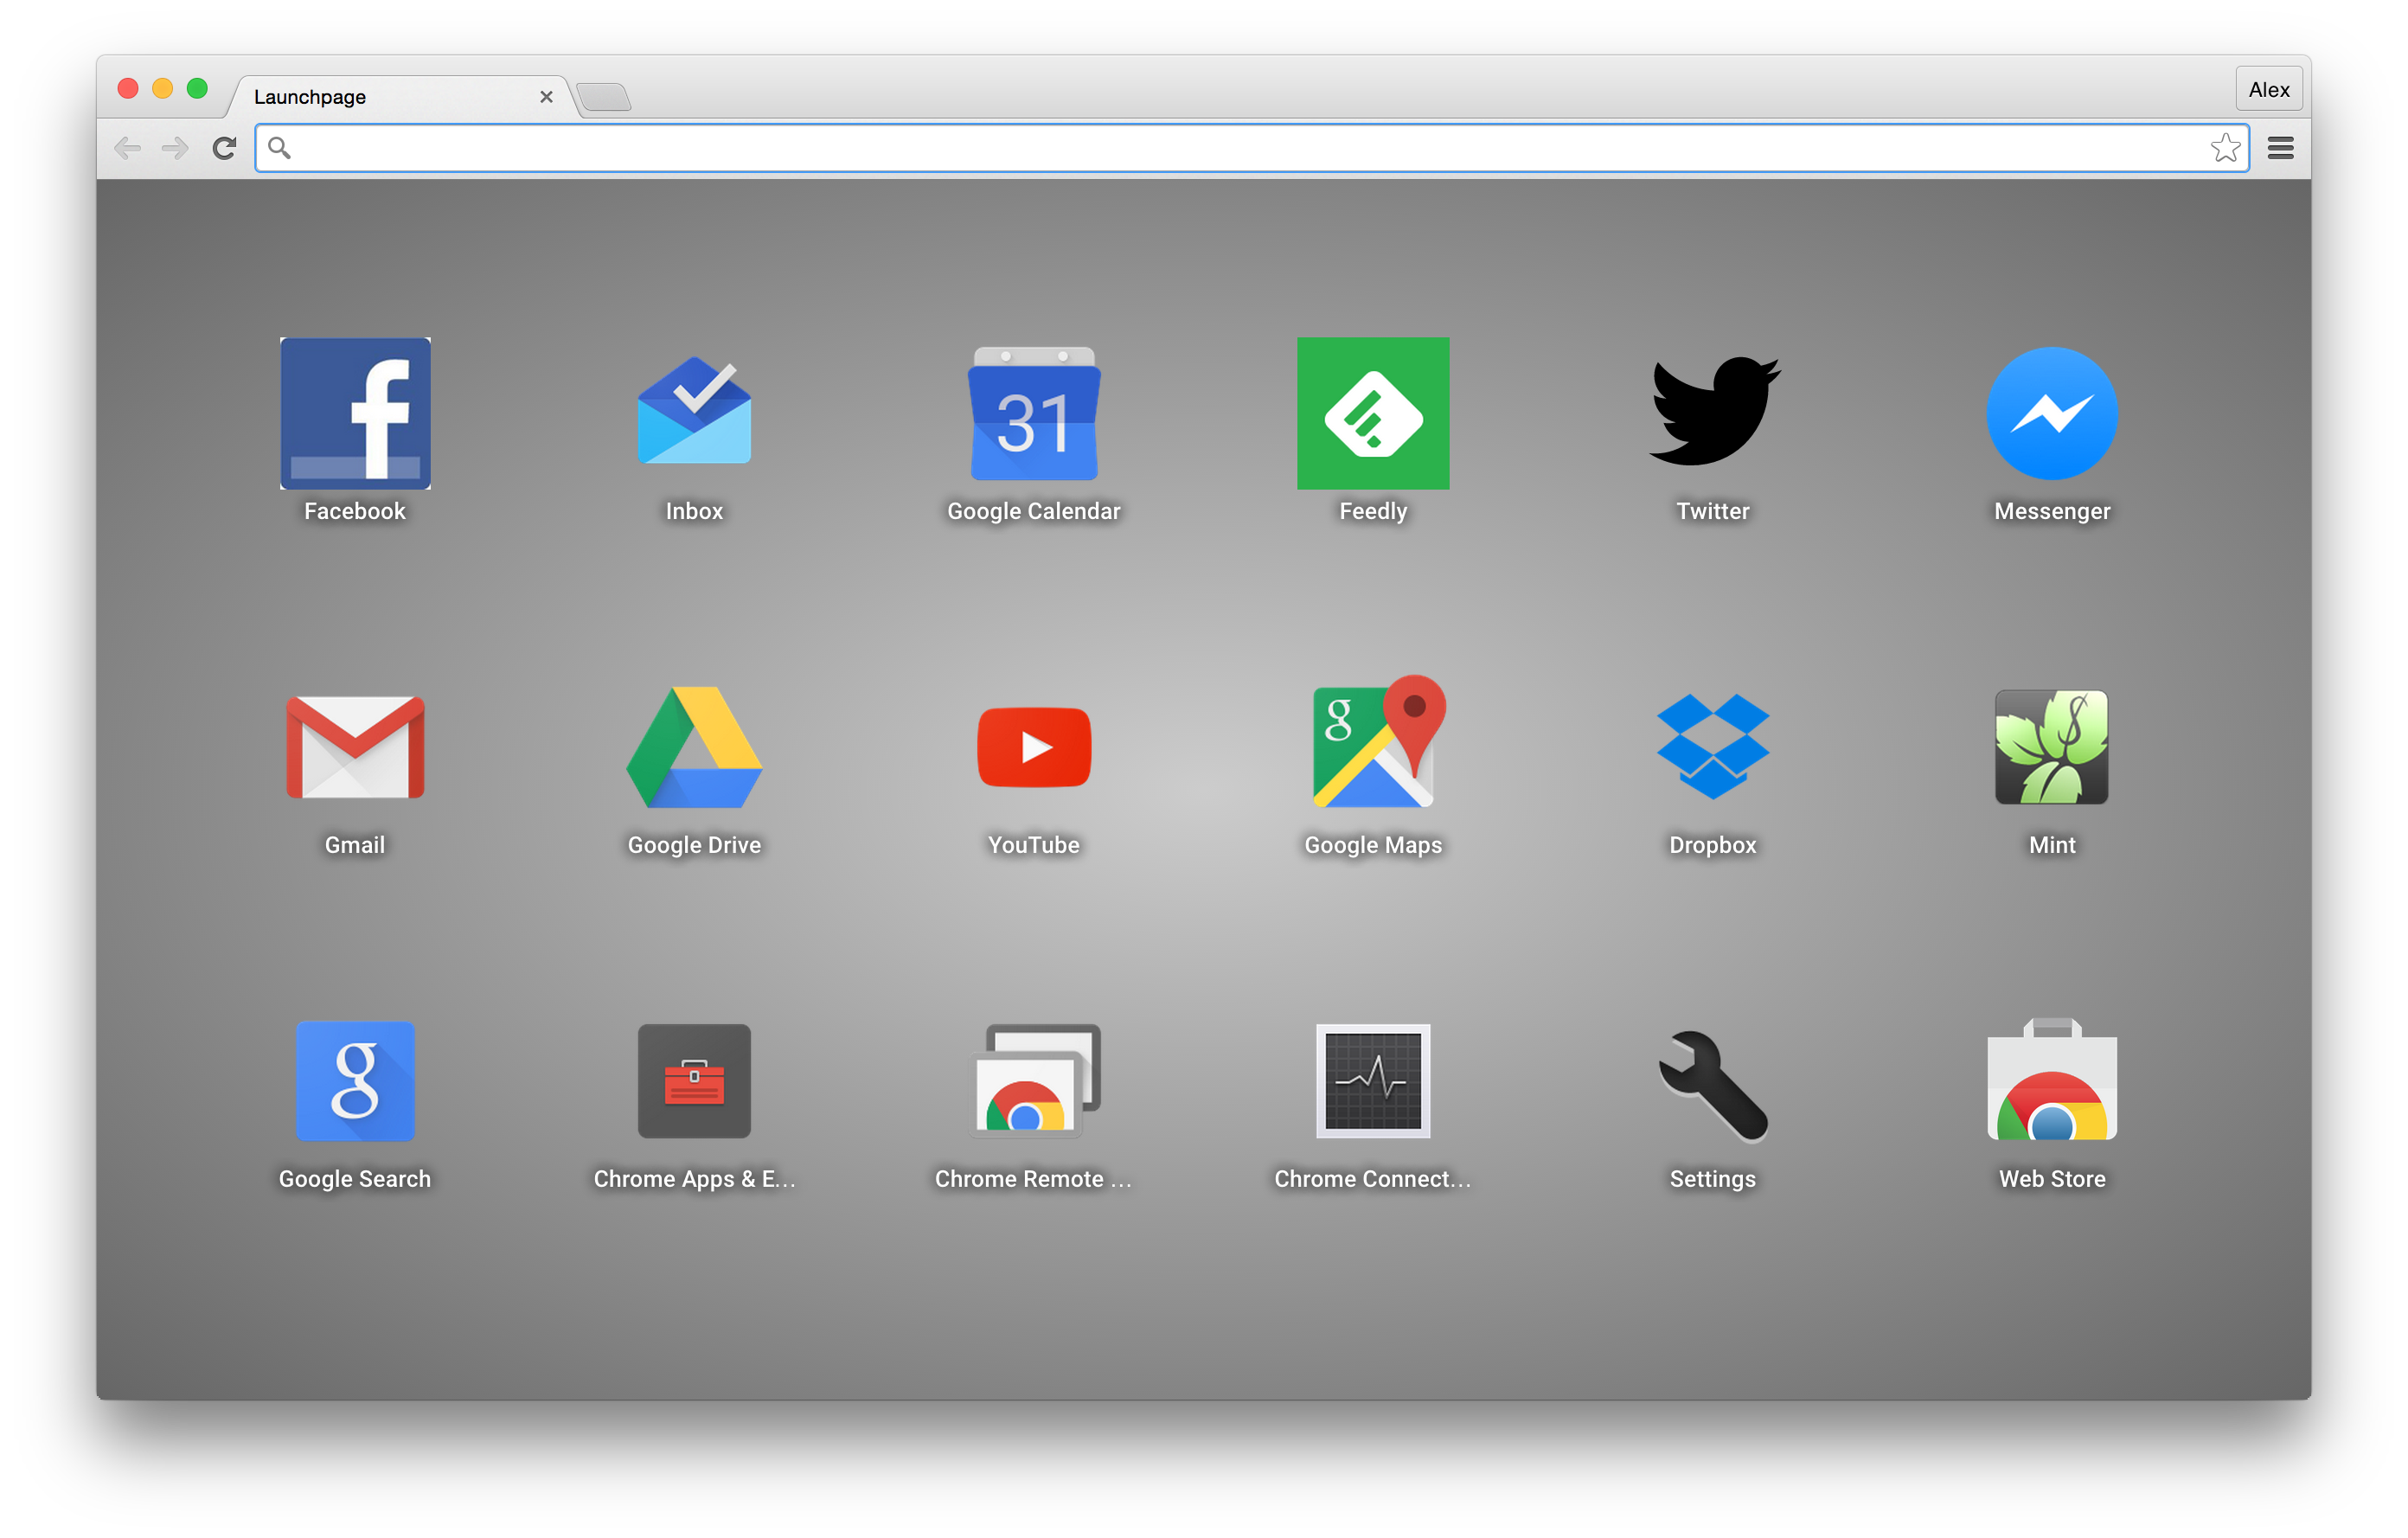 Launchpage
Alex
31
Facebook
Inbox
Google Calendar
Feedly
Twitter
Messenger
g
Gmail
Google Drive
YouTube
Google Maps
Dropbox
Mint
g
Google Search
Chrome Apps & E...
Chrome Remote ...
Chrome Connect...
Settings
Web Store